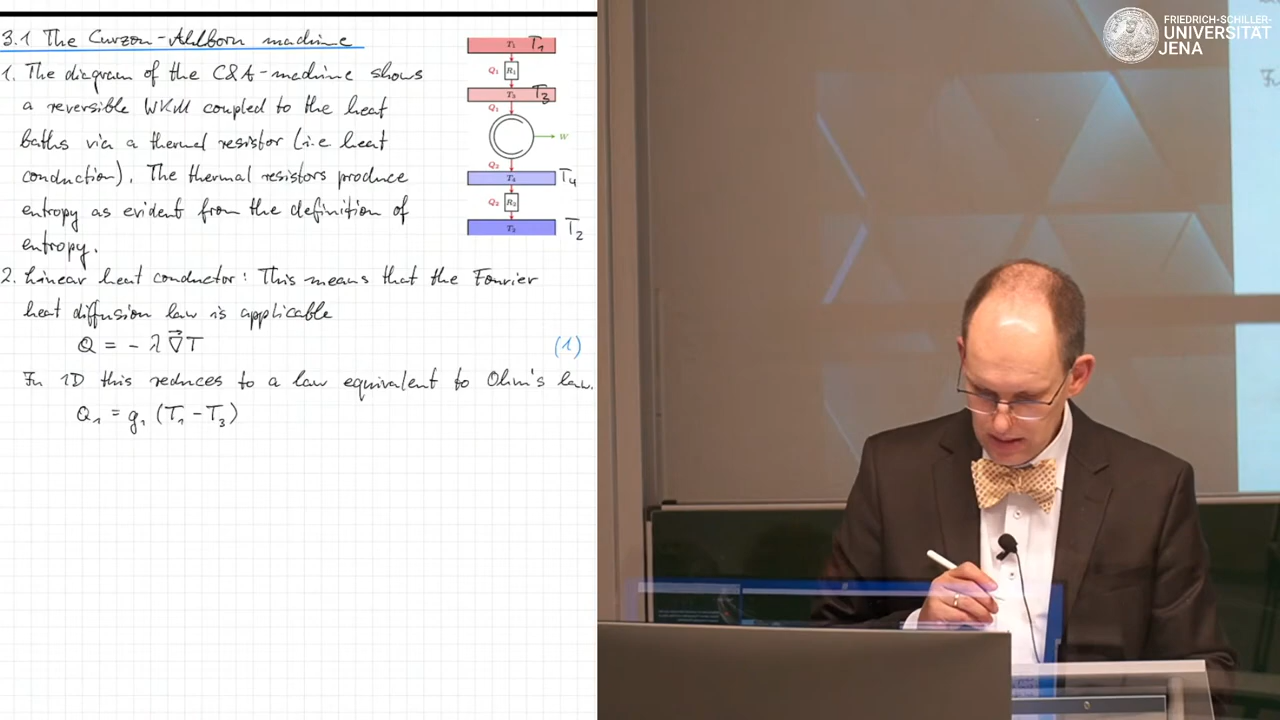 3.1 The Curzon-Ahlborn machine
1. The diagram of the C&A-machine shows
a reversible WKM coupled to the heat
baths via a thermal resistor (i.e. heat
conduction). The thermal resistors produce
entropy as evident from the definition of
entropy.
2. Linear heat conductor: This means that the Fourier
heat diffusion law is applicable
Q = - λ ∇⃗T (1)
In 1D this reduces to a law equivalent to Ohm's law.
Q₁ = g₁ (T₁ - T₃)
T₁ T₁
Q₁ R₁
T₃ T₃
Q₁
W
Q₂
T₄ T₄
Q₂ R₂
T₂ T₂
FRIEDRICH-SCHILLER-
UNIVERSITÄT
JENA